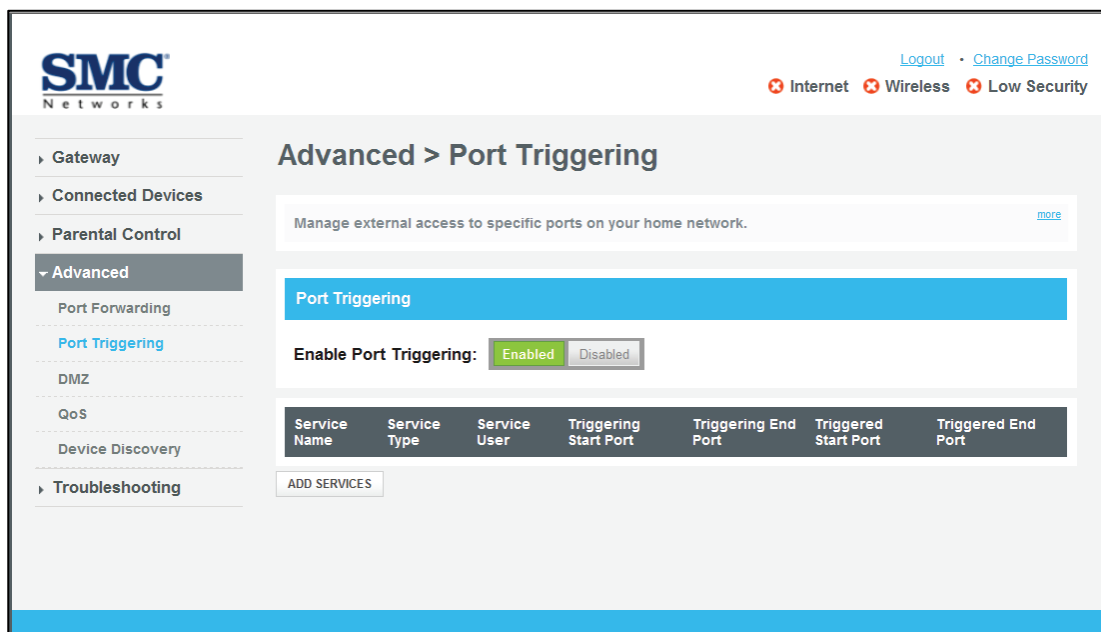 SMC
Networks
Logout • Change Password
Internet Wireless Low Security
Gateway
Connected Devices
Parental Control
Advanced
Port Forwarding
Port Triggering
DMZ
QoS
Device Discovery
Troubleshooting
Advanced > Port Triggering
Manage external access to specific ports on your home network.
more
Port Triggering
Enable Port Triggering: Enabled Disabled
Service Name Service Type Service User Triggering Start Port Triggering End Port Triggered Start Port Triggered End Port
ADD SERVICES